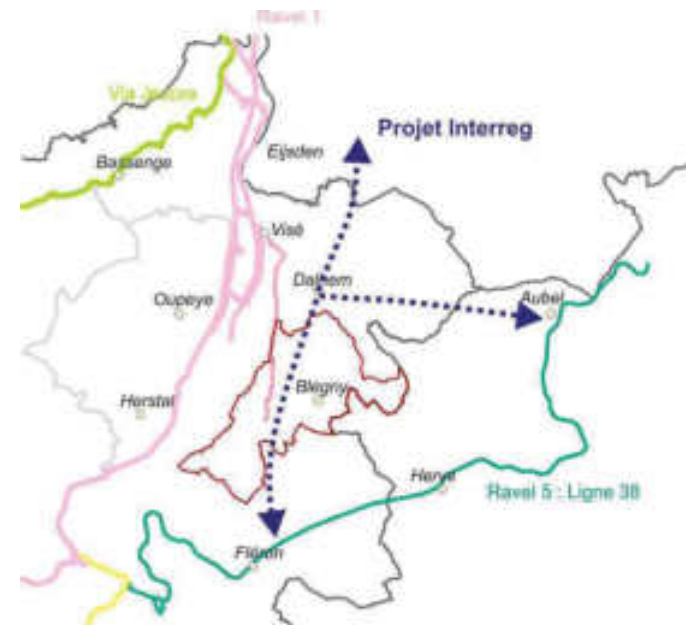 Ravel 1
Via Jecore
Projet Interreg
Eijsden
Bassenge
Visé
Dalhem
Oupeye
Aubel
Blegny
Herstal
Herve
Ravel 5 : Ligne 38
Fléron